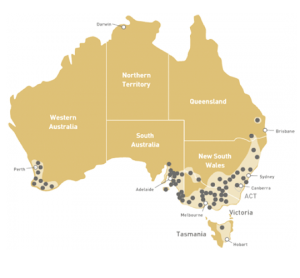 Darwin
Northern
Territory
Western
Australia
Queensland
South
Australia
Brisbane
New South
Wales
Perth
Sydney
Adelaide
Canberra
ACT
Melbourne
Victoria
Tasmania
Hobart